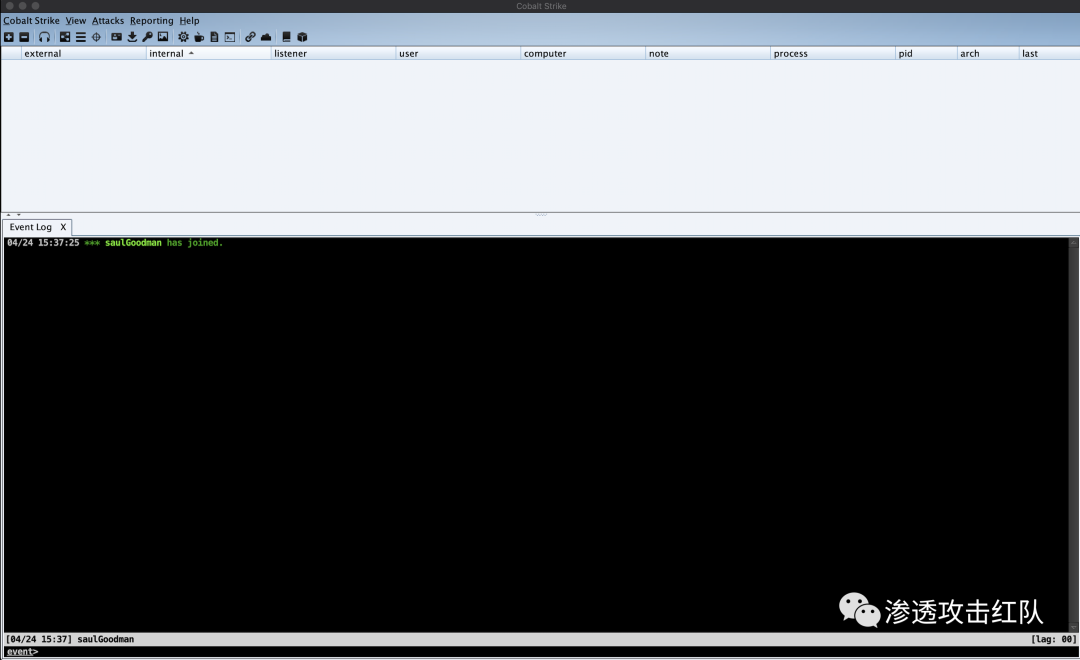 Cobalt Strike
Cobalt Strike View Attacks Reporting Help
external internal listener user computer note process pid arch last
Event Log X
04/24 15:37:25 *** saulGoodman has joined.
渗透攻击红队
[04/24 15:37] saulGoodman [lag: 00]
event>